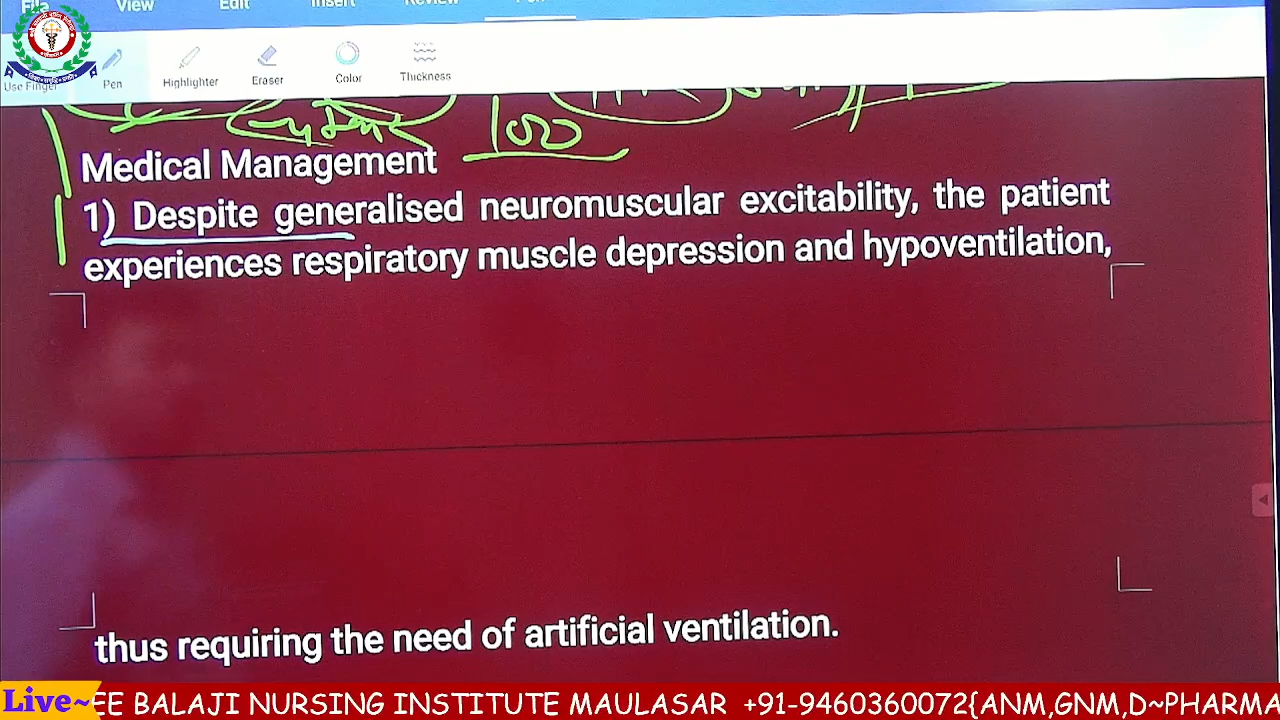 File View Edit Insert Review Pen
Use Finger Pen Highlighter Eraser Color Thickness
100
Medical Management
1) Despite generalised neuromuscular excitability, the patient
experiences respiratory muscle depression and hypoventilation,
thus requiring the need of artificial ventilation.
Live~ EE BALAJI NURSING INSTITUTE MAULASAR +91-9460360072{ANM,GNM,D~PHARMA